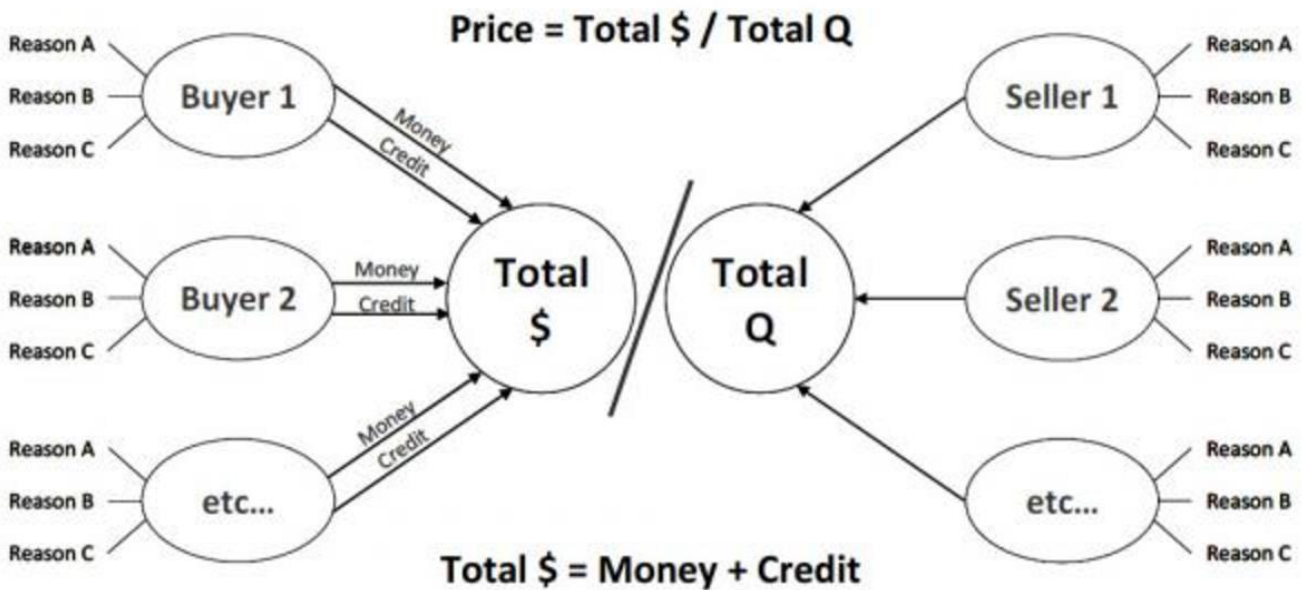 Price = Total $ / Total Q
Reason A
Reason B
Reason C
Buyer 1
Money
Credit
Reason A
Reason B
Reason C
Buyer 2
Money
Credit
Reason A
Reason B
Reason C
etc...
Money
Credit
Total
$
/
Total
Q
Seller 1
Reason A
Reason B
Reason C
Seller 2
Reason A
Reason B
Reason C
etc...
Reason A
Reason B
Reason C
Total $ = Money + Credit